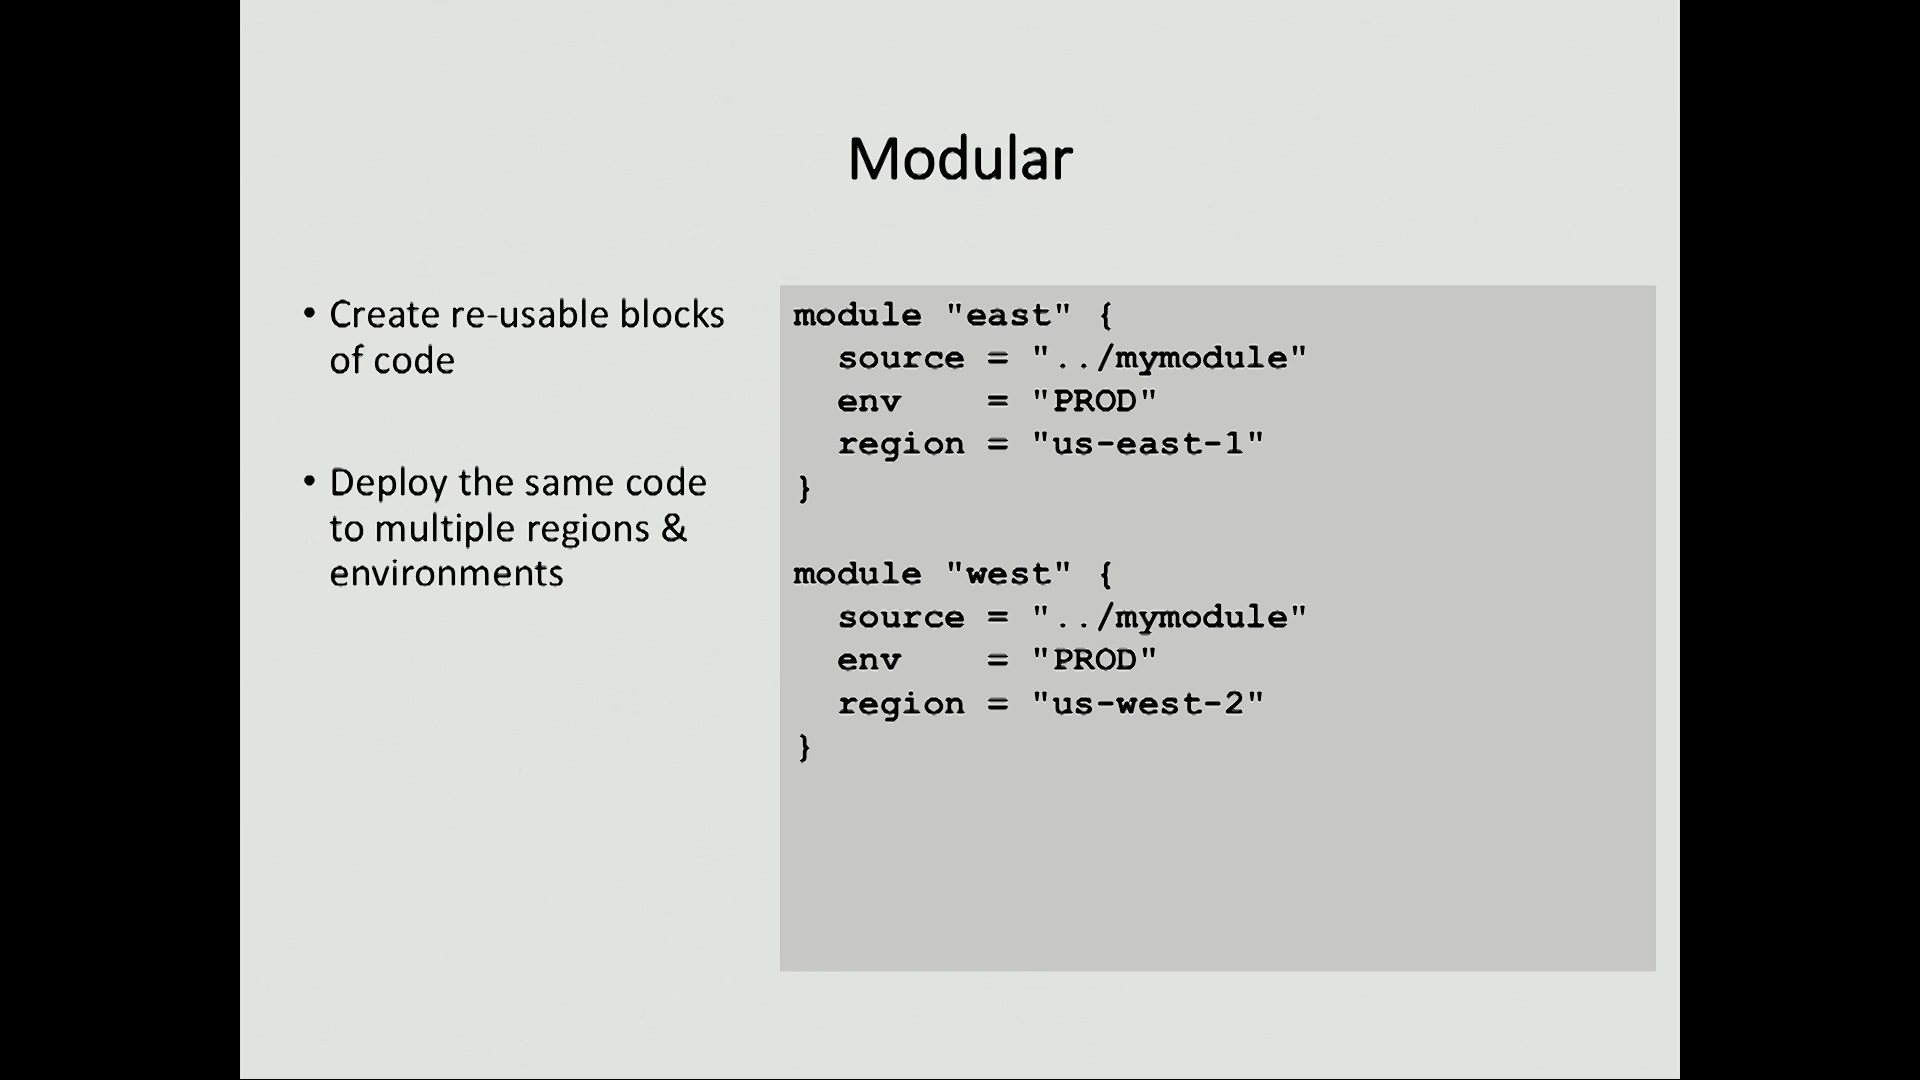 Modular
• Create re-usable blocks
of code
• Deploy the same code
to multiple regions &
environments
module "east" {
  source = "../mymodule"
  env    = "PROD"
  region = "us-east-1"
}
module "west" {
  source = "../mymodule"
  env    = "PROD"
  region = "us-west-2"
}